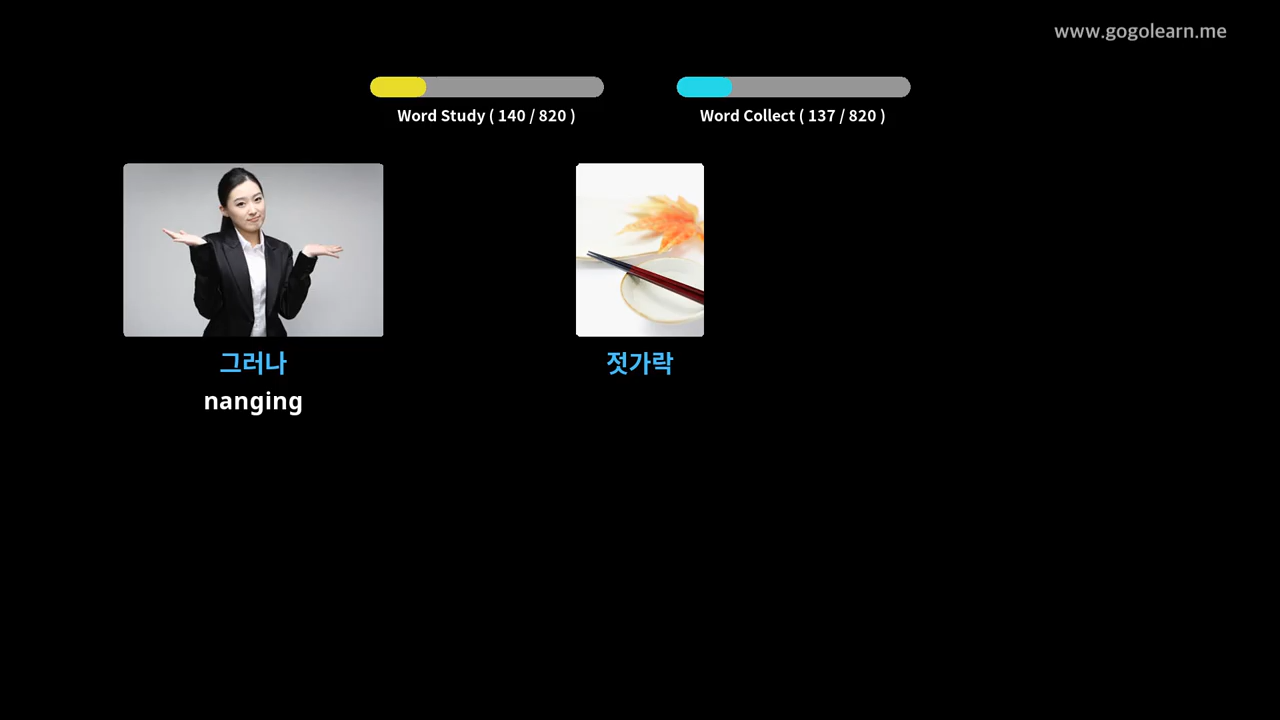 www.gogolearn.me
Word Study ( 140 / 820 )
Word Collect ( 137 / 820 )
그러나
nanging
젓가락